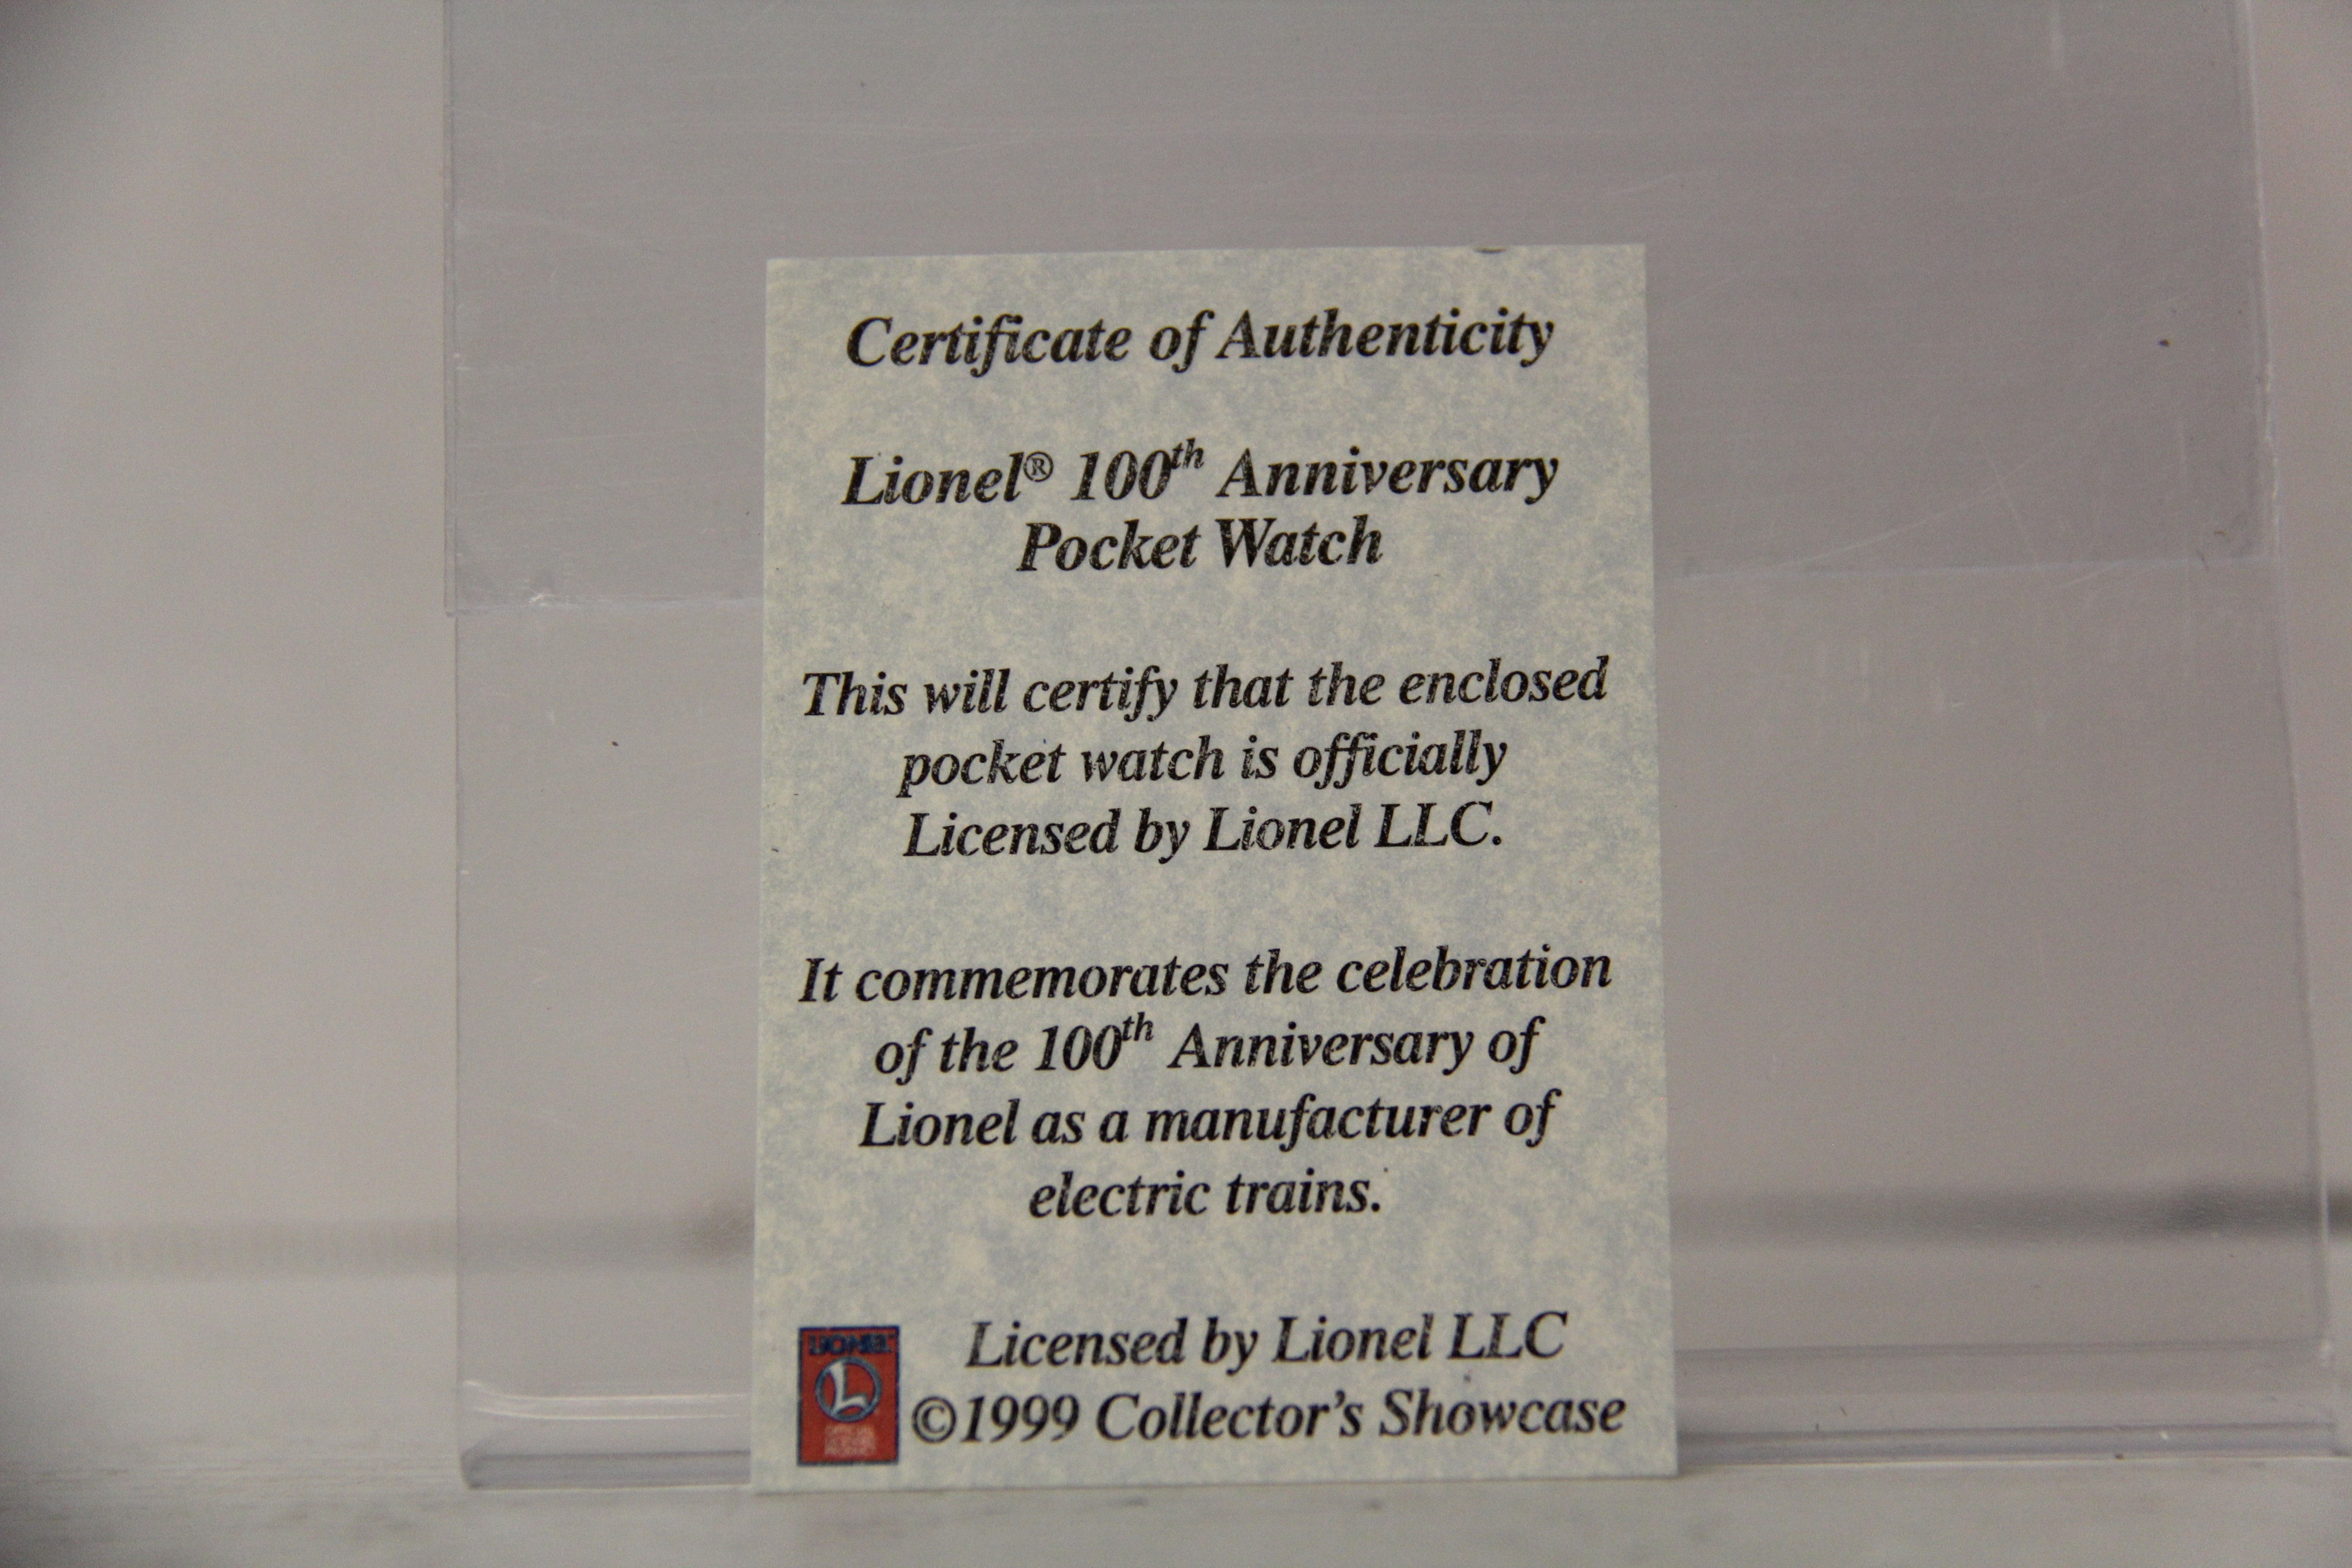 Certificate of Authenticity
Lionel® 100th Anniversary
Pocket Watch
This will certify that the enclosed
pocket watch is officially
Licensed by Lionel LLC.
It commemorates the celebration
of the 100th Anniversary of
Lionel as a manufacturer of
electric trains.
Licensed by Lionel LLC
©1999 Collector's Showcase
LIONEL
L